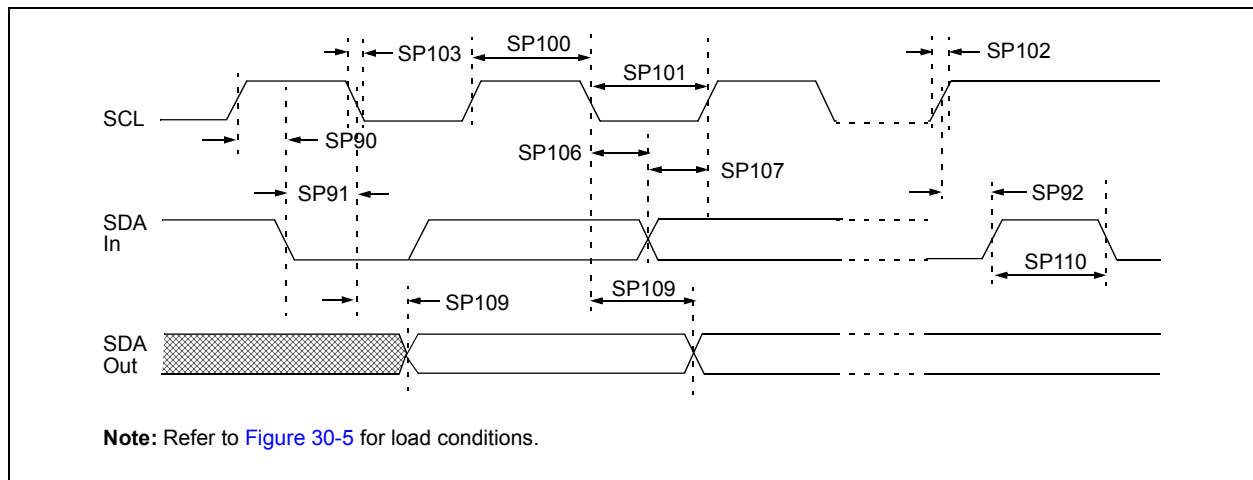 SP103
SP100
SP101
SP102
SCL
SP90
SP106
SP107
SP91
SP92
SDA
In
SP110
SP109
SP109
SDA
Out
Note: Refer to Figure 30-5 for load conditions.